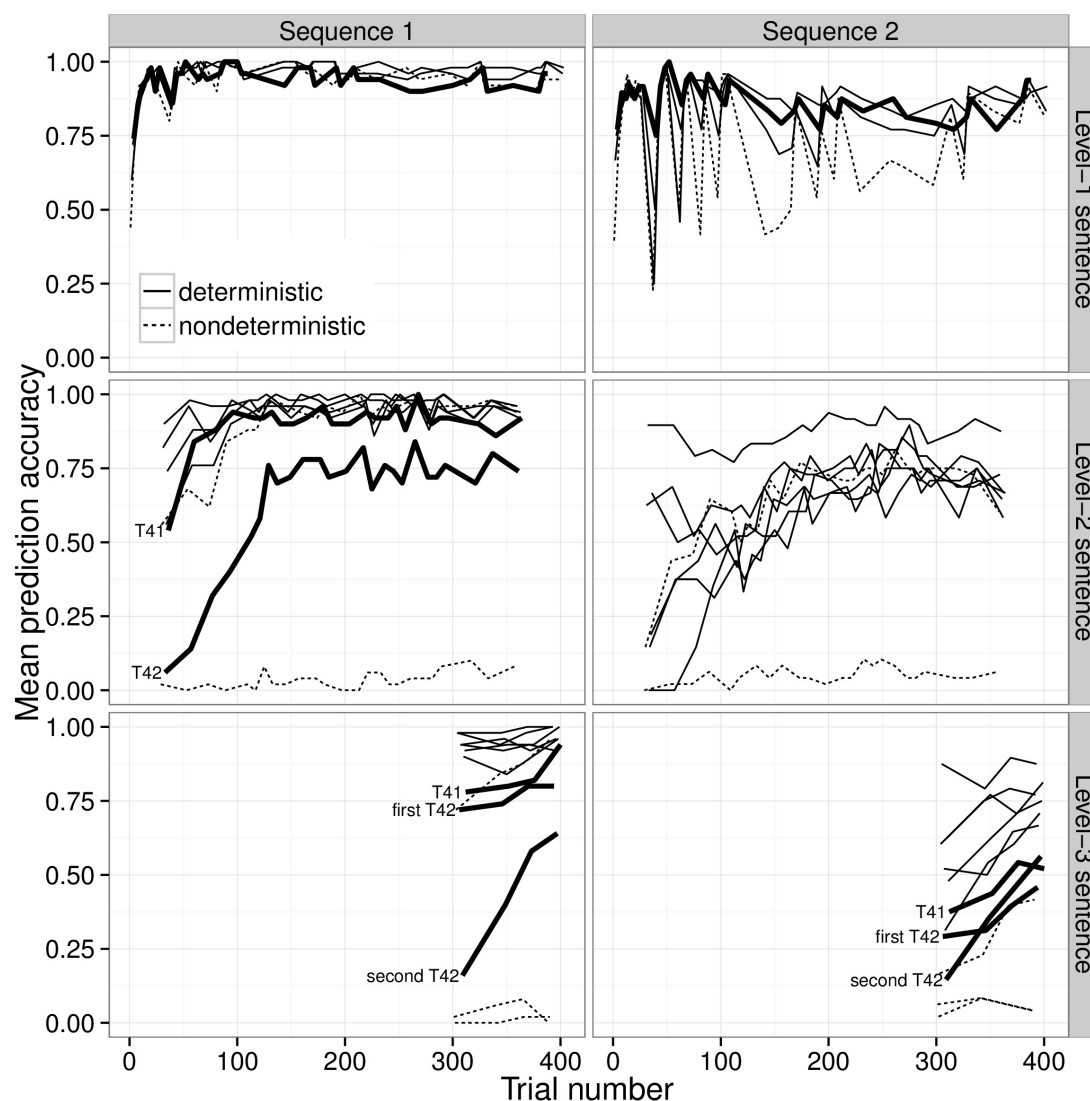 Sequence 1
Sequence 2
Mean prediction accuracy
1.00
0.75
0.50
0.25
0.00
deterministic
nondeterministic
Level−1 sentence
1.00
0.75
0.50
0.25
0.00
T41
T42
Level−2 sentence
1.00
0.75
0.50
0.25
0.00
T41
first T42
second T42
T41
first T42
second T42
Level−3 sentence
0
100
200
300
400
0
100
200
300
400
Trial number